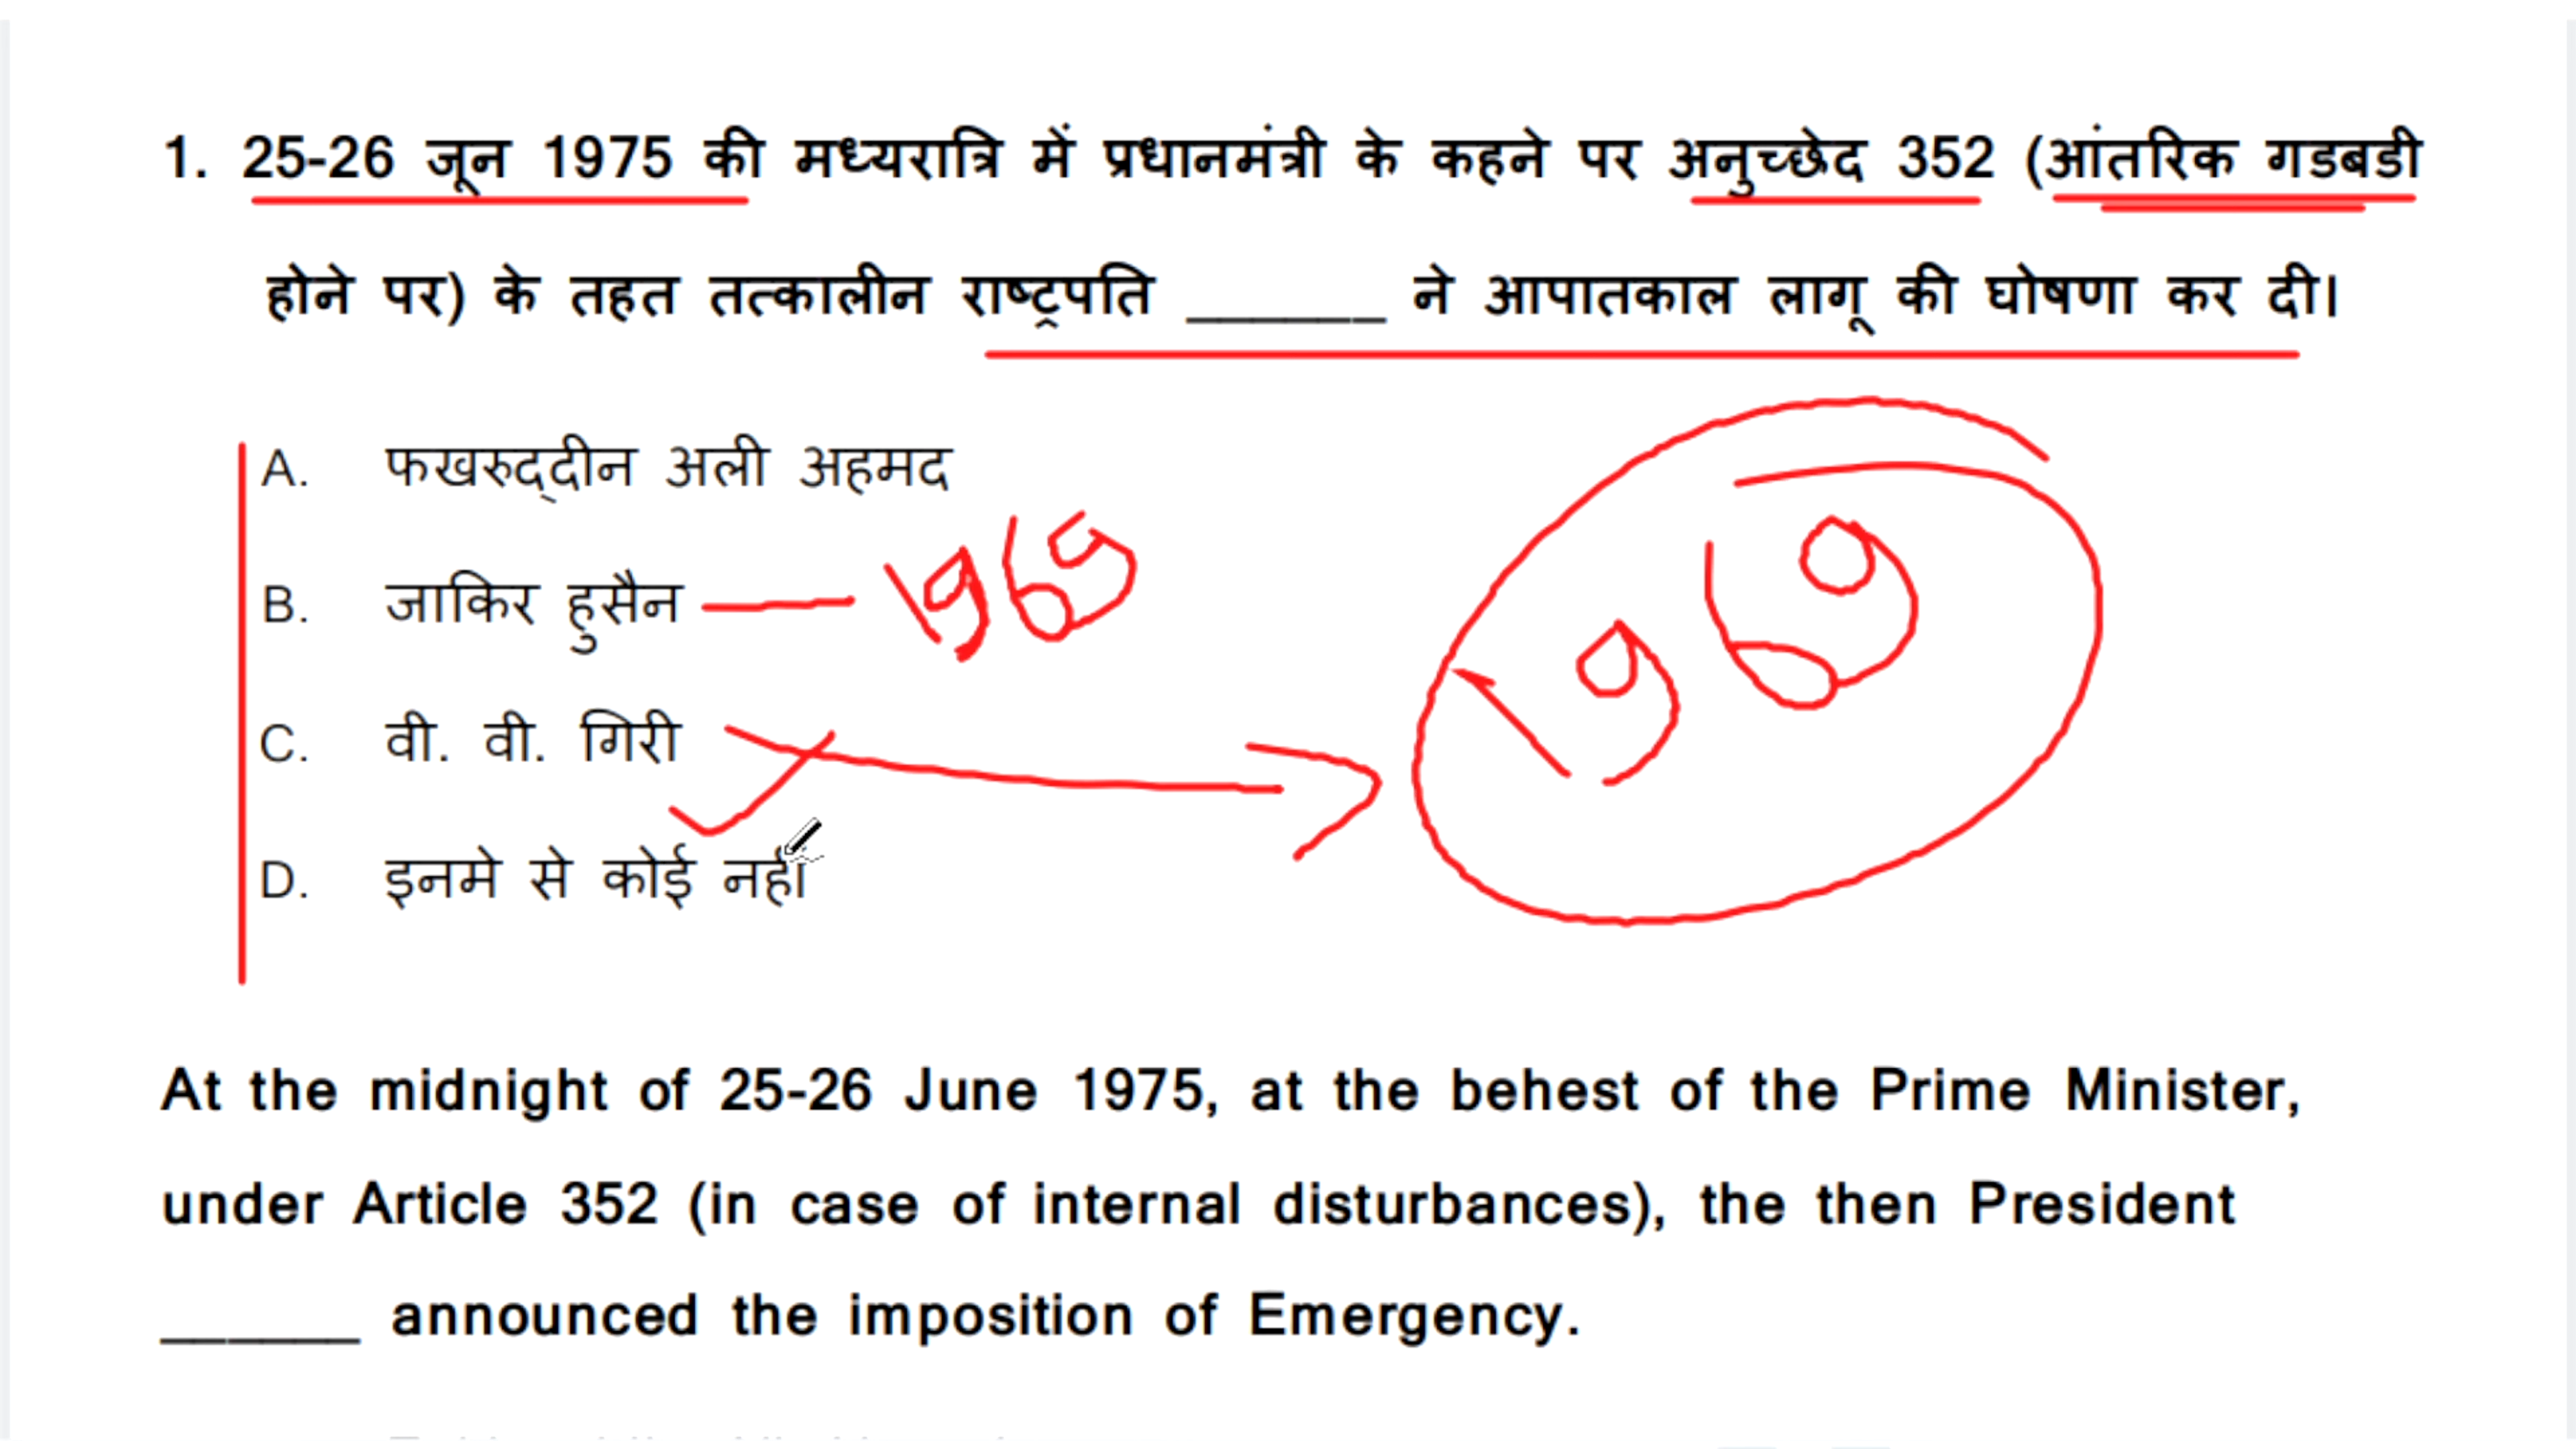 1. 25-26 जून 1975 की मध्यरात्रि में प्रधानमंत्री के कहने पर अनुच्छेद 352 (आंतरिक गडबडी
होने पर) के तहत तत्कालीन राष्ट्रपति ______ ने आपातकाल लागू की घोषणा कर दी।
A. फखरुद्दीन अली अहमद
B. जाकिर हुसैन — 1965
C. वी. वी. गिरी
1969
D. इनमे से कोई नहीं
At the midnight of 25-26 June 1975, at the behest of the Prime Minister,
under Article 352 (in case of internal disturbances), the then President
______ announced the imposition of Emergency.